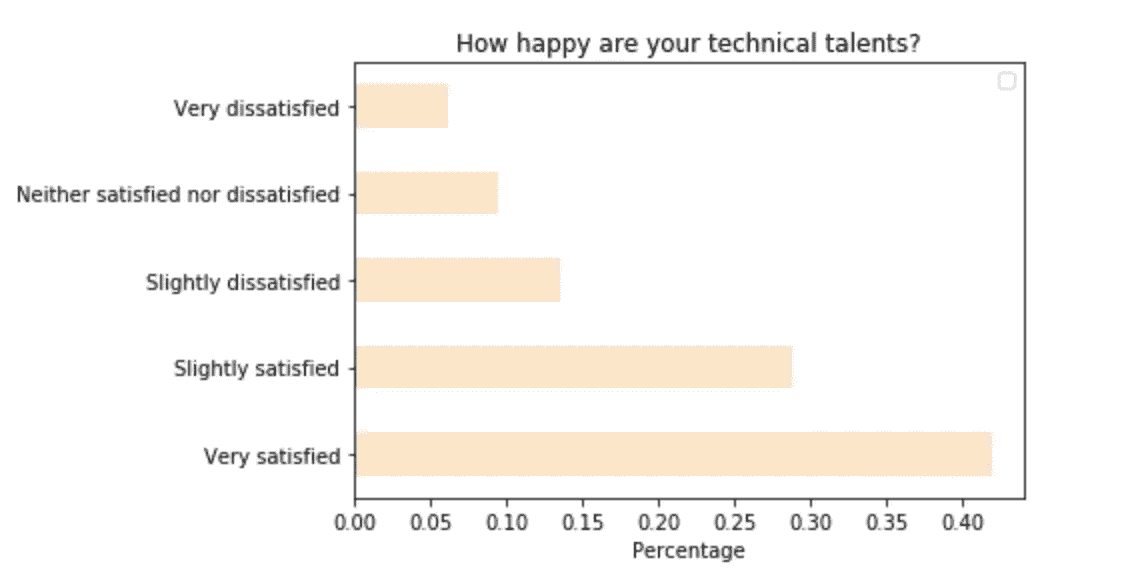 How happy are your technical talents?
Very dissatisfied
Neither satisfied nor dissatisfied
Slightly dissatisfied
Slightly satisfied
Very satisfied
0.00 0.05 0.10 0.15 0.20 0.25 0.30 0.35 0.40
Percentage